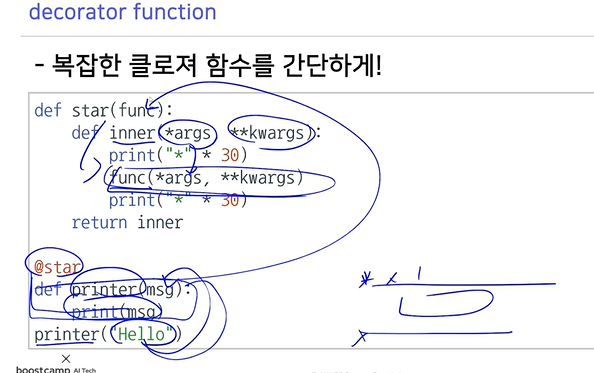 decorator function
- 복잡한 클로져 함수를 간단하게!
def star(func):
def inner(*args, **kwargs):
print("*" * 30)
func(*args, **kwargs)
print("*" * 30)
return inner
@star
def printer(msg):
print(msg)
printer("Hello")
boostcamp AI Tech